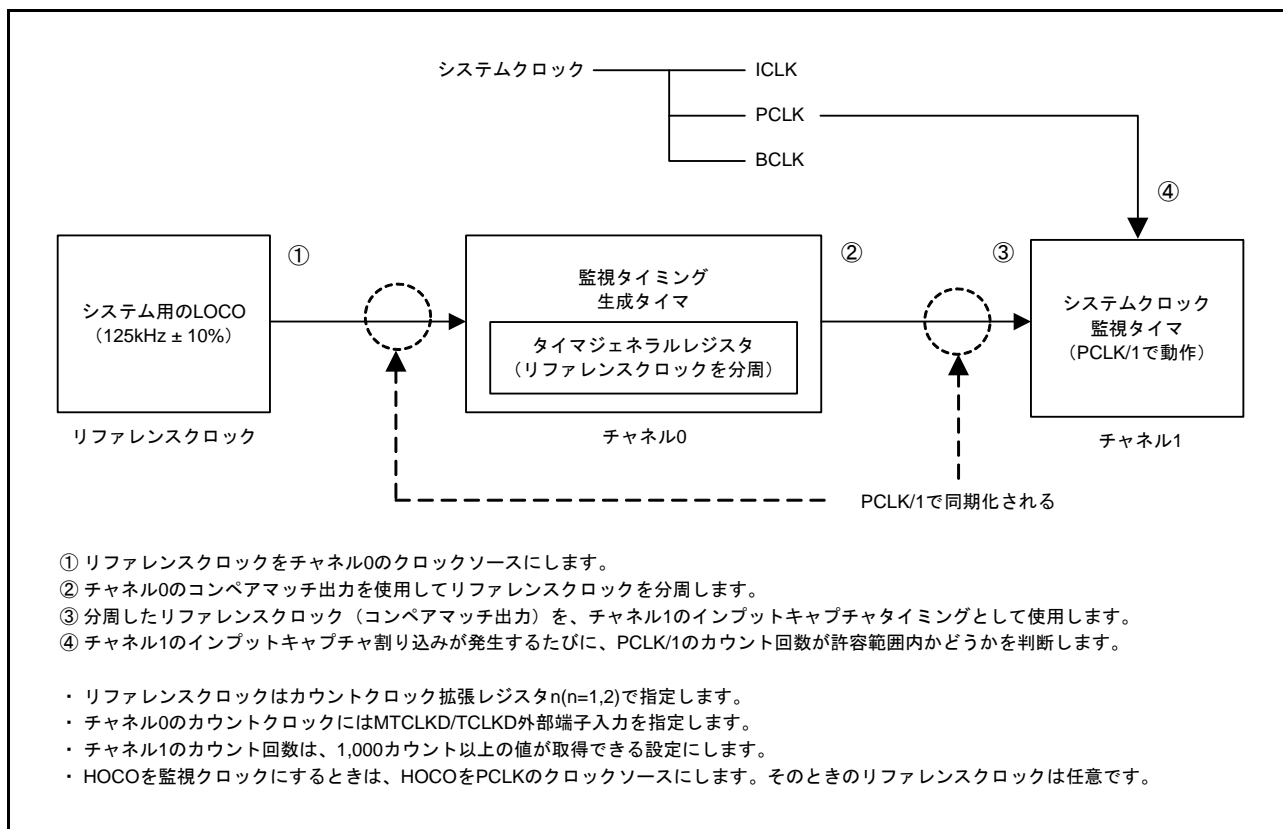 システムクロック
ICLK
PCLK
BCLK
④
①
②
③
システム用のLOCO
（125kHz ± 10%）
リファレンスクロック
監視タイミング
生成タイマ
タイマジェネラルレジスタ
（リファレンスクロックを分周）
チャネル0
システムクロック
監視タイマ
（PCLK/1で動作）
チャネル1
PCLK/1で同期化される
① リファレンスクロックをチャネル0のクロックソースにします。
② チャネル0のコンペアマッチ出力を使用してリファレンスクロックを分周します。
③ 分周したリファレンスクロック（コンペアマッチ出力）を、チャネル1のインプットキャプチャタイミングとして使用します。
④ チャネル1のインプットキャプチャ割り込みが発生するたびに、PCLK/1のカウント回数が許容範囲内かどうかを判断します。
・ リファレンスクロックはカウントクロック拡張レジスタn(n=1,2)で指定します。
・ チャネル0のカウントクロックにはMTCLKD/TCLKD外部端子入力を指定します。
・ チャネル1のカウント回数は、1,000カウント以上の値が取得できる設定にします。
・ HOCOを監視クロックにするときは、HOCOをPCLKのクロックソースにします。そのときのリファレンスクロックは任意です。